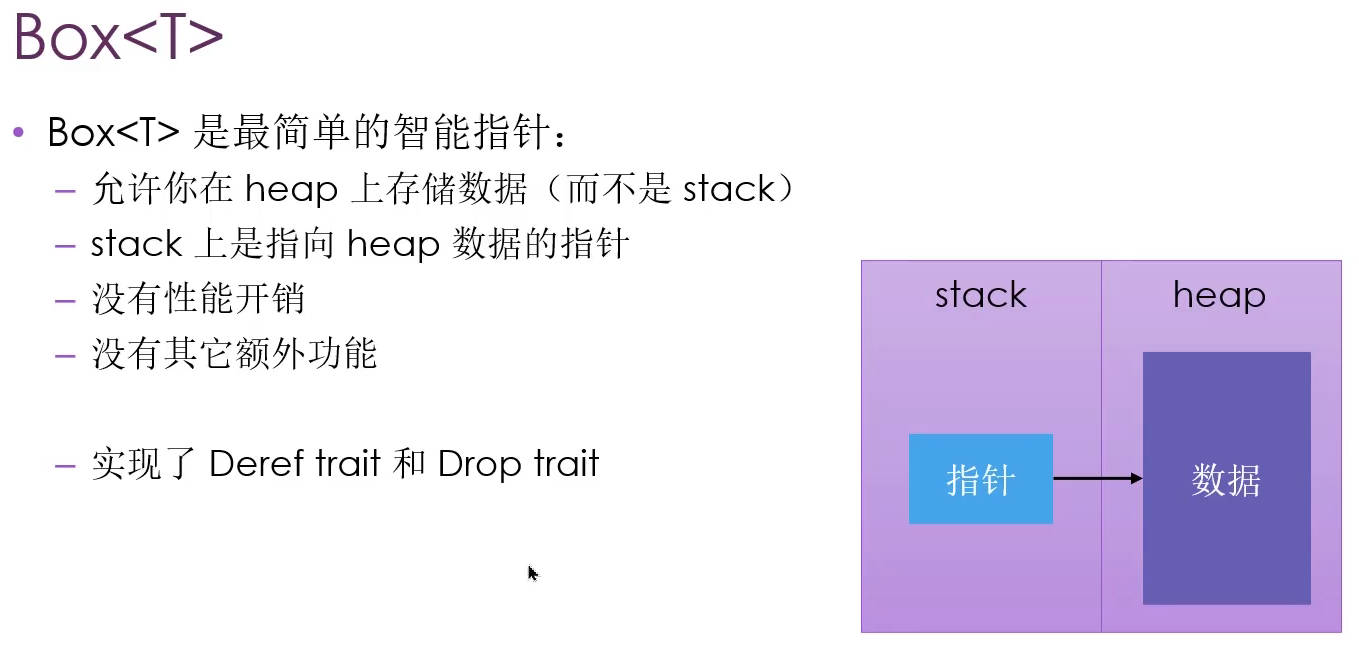 Box<T>
• Box<T> 是最简单的智能指针：
– 允许你在 heap 上存储数据（而不是 stack）
– stack 上是指向 heap 数据的指针
– 没有性能开销
– 没有其它额外功能
– 实现了 Deref trait 和 Drop trait
stack heap
指针 数据